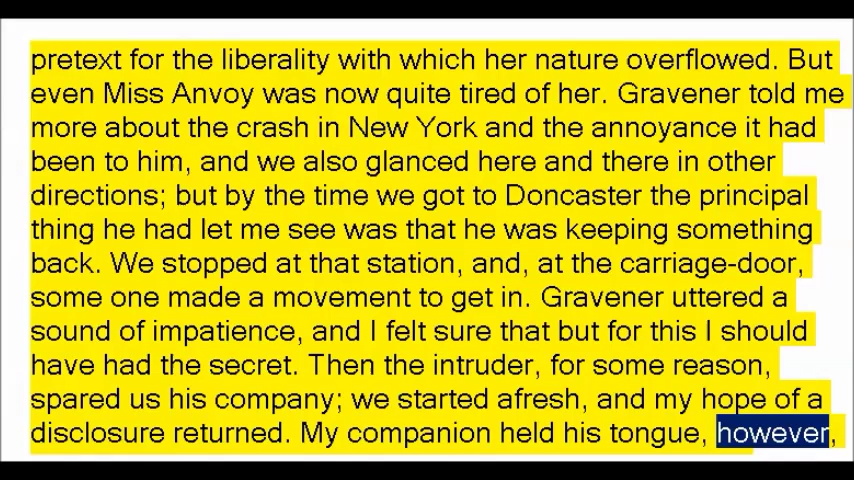 pretext for the liberality with which her nature overflowed. But
even Miss Anvoy was now quite tired of her. Gravener told me
more about the crash in New York and the annoyance it had
been to him, and we also glanced here and there in other
directions; but by the time we got to Doncaster the principal
thing he had let me see was that he was keeping something
back. We stopped at that station, and, at the carriage-door,
some one made a movement to get in. Gravener uttered a
sound of impatience, and I felt sure that but for this I should
have had the secret. Then the intruder, for some reason,
spared us his company; we started afresh, and my hope of a
disclosure returned. My companion held his tongue, however,